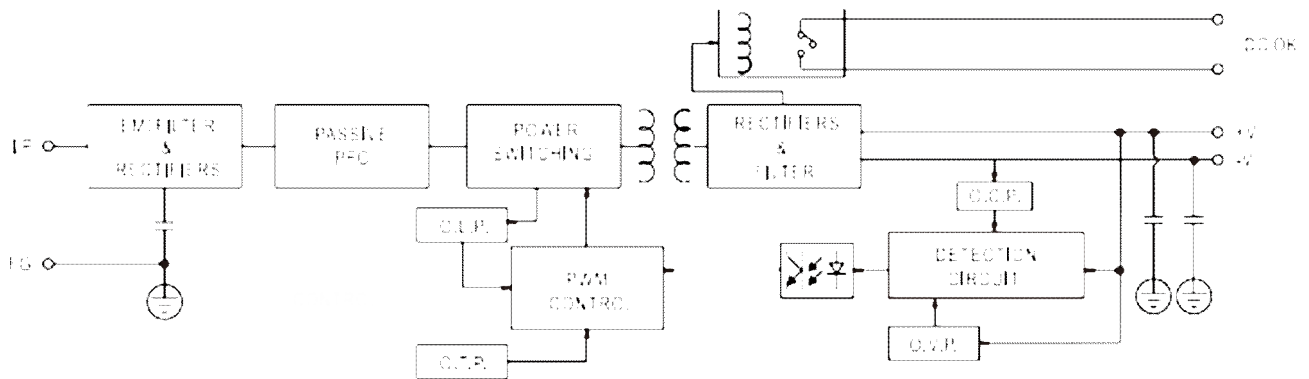 DC OK
EMI FILTER
&
RECTIFIERS
PASSIVE
PFC
POWER
SWITCHING
RECTIFIERS
&
FILTER
I/P
+V
-V
O.L.P.
O.C.P.
FG
PWM
CONTROL
DETECTION
CIRCUIT
O.T.P.
O.V.P.